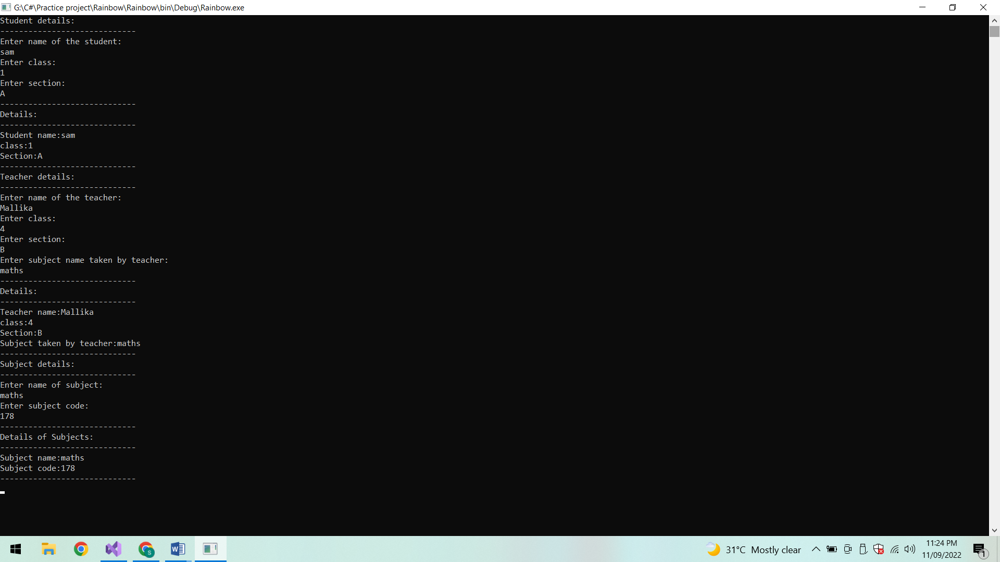 G:\C#\Practice project\Rainbow\Rainbow\bin\Debug\Rainbow.exe
Student details:
-----------------------------
Enter name of the student:
sam
Enter class:
1
Enter section:
A
-----------------------------
Details:
-----------------------------
Student name:sam
class:1
Section:A
-----------------------------
Teacher details:
-----------------------------
Enter name of the teacher:
Mallika
Enter class:
4
Enter section:
B
Enter subject name taken by teacher:
maths
-----------------------------
Details:
-----------------------------
Teacher name:Mallika
class:4
Section:B
Subject taken by teacher:maths
-----------------------------
Subject details:
-----------------------------
Enter name of subject:
maths
Enter subject code:
178
-----------------------------
Details of Subjects:
-----------------------------
Subject name:maths
Subject code:178
-----------------------------
S
W
31°C Mostly clear
11:24 PM
11/09/2022
1